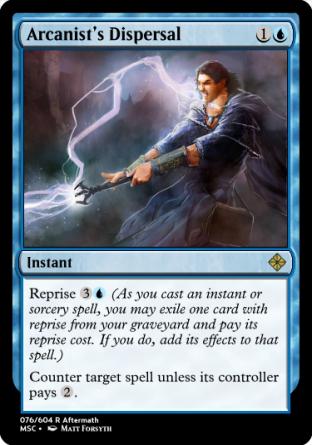 Arcanist's Dispersal 1
Instant
Reprise 3 (As you cast an instant or
sorcery spell, you may exile one card with
reprise from your graveyard and pay its
reprise cost. If you do, add its effects to that
spell.)
Counter target spell unless its controller
pays 2.
076/604 R Aftermath
MSC • Matt Forsyth